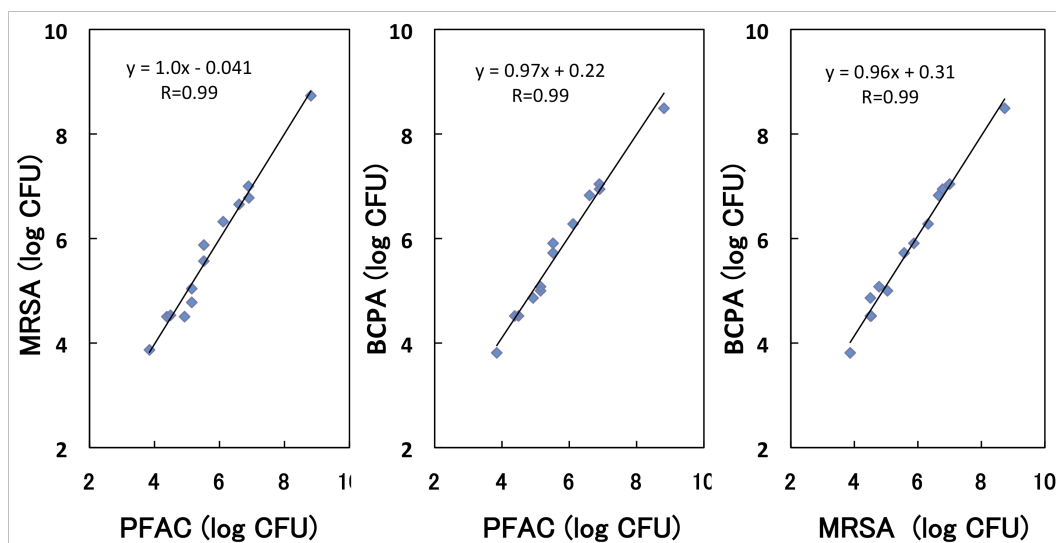 10
8
6
4
2
MRSA (log CFU)
y = 1.0x - 0.041
R=0.99
2 4 6 8 10
PFAC (log CFU)
10
8
6
4
2
BCPA (log CFU)
y = 0.97x + 0.22
R=0.99
2 4 6 8 10
PFAC (log CFU)
10
8
6
4
2
BCPA (log CFU)
y = 0.96x + 0.31
R=0.99
2 4 6 8 10
MRSA (log CFU)